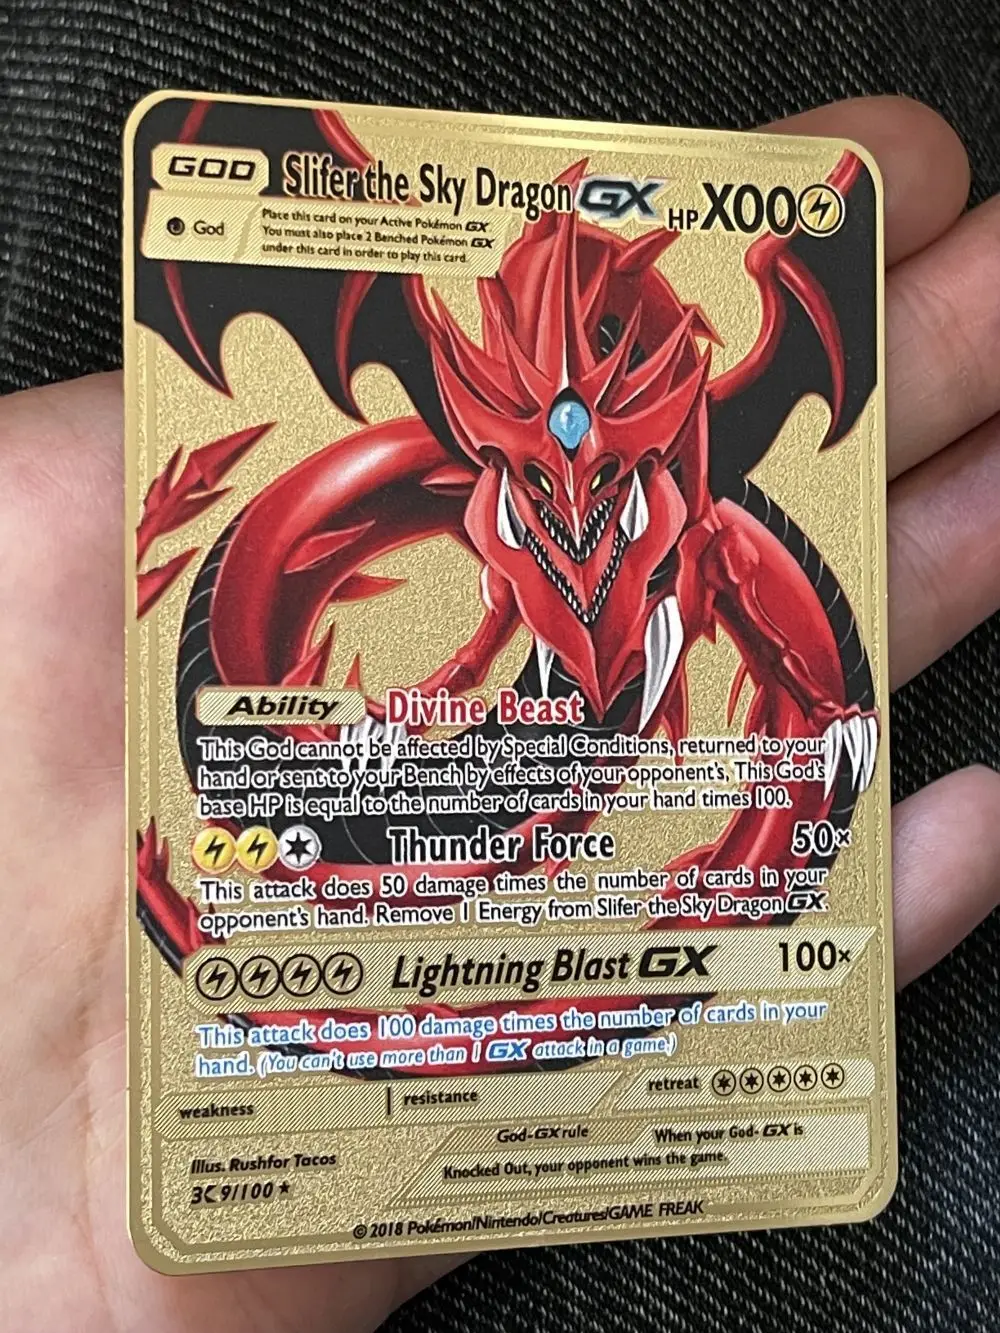 GOD Slifer the Sky Dragon GX HP X00
God
Place this card on your Active Pokémon GX.
You must also place 2 Benched Pokémon GX
under this card in order to play this card.
Ability Divine Beast
This God cannot be affected by Special Conditions, returned to your
hand or sent to your Bench by effects of your opponent's. This God's
base HP is equal to the number of cards in your hand times 100.
Thunder Force 50×
This attack does 50 damage times the number of cards in your
opponent's hand. Remove 1 Energy from Slifer the Sky Dragon GX.
Lightning Blast GX 100×
This attack does 100 damage times the number of cards in your
hand. (You can't use more than 1 GX attack in a game.)
weakness resistance retreat
God-GX rule When your God-GX is
Knocked Out, your opponent wins the game.
Illus. Rushfor Tacos
9/100
© 2018 Pokémon/Nintendo/Creatures/GAME FREAK